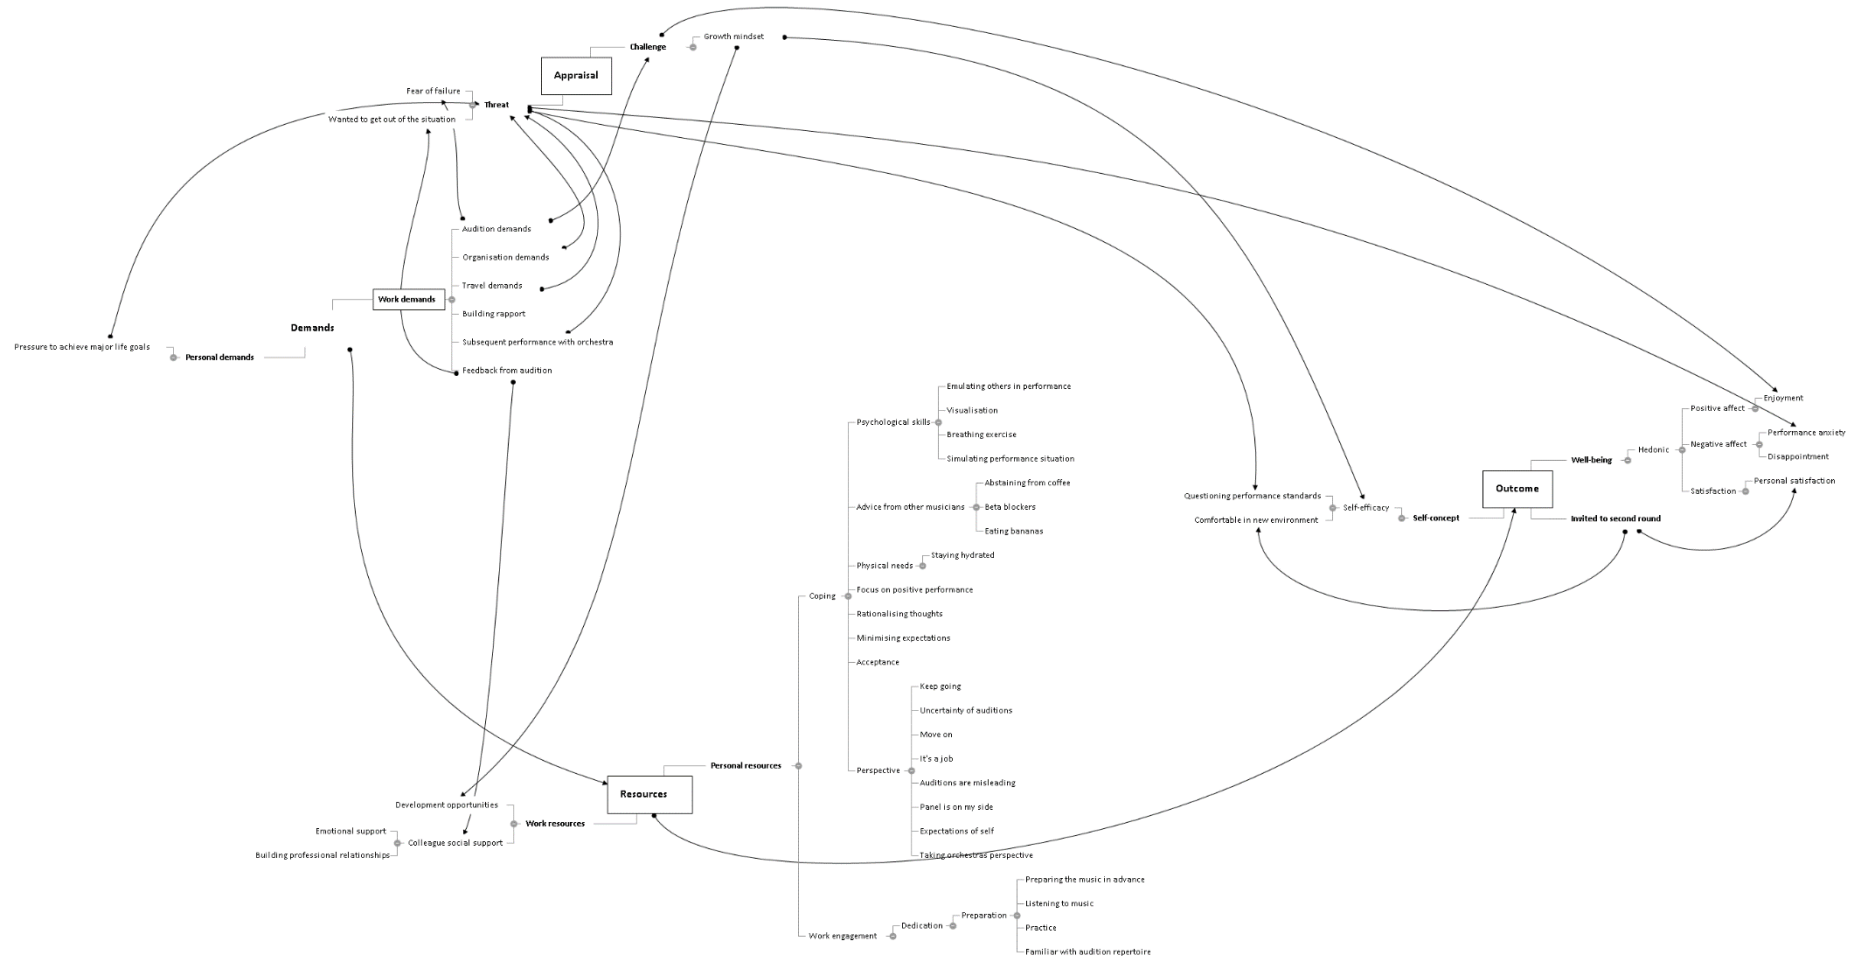 Challenge
Growth mindset
Appraisal
Fear of failure
Threat
Wanted to get out of the situation
Audition demands
Organisation demands
Travel demands
Work demands
Building rapport
Demands
Subsequent performance with orchestra
Pressure to achieve major life goals
Personal demands
Feedback from audition
Emulating others in performance
Visualisation
Psychological skills
Breathing exercise
Simulating performance situation
Abstaining from coffee
Advice from other musicians
Beta blockers
Eating bananas
Staying hydrated
Physical needs
Focus on positive performance
Coping
Rationalising thoughts
Minimising expectations
Acceptance
Keep going
Uncertainty of auditions
Move on
It's a job
Personal resources
Perspective
Auditions are misleading
Panel is on my side
Expectations of self
Taking orchestras perspective
Resources
Development opportunities
Work resources
Emotional support
Colleague social support
Building professional relationships
Preparing the music in advance
Listening to music
Preparation
Dedication
Practice
Work engagement
Familiar with audition repertoire
Enjoyment
Positive affect
Performance anxiety
Negative affect
Hedonic
Disappointment
Well-being
Personal satisfaction
Satisfaction
Outcome
Questioning performance standards
Self-efficacy
Comfortable in new environment
Self-concept
Invited to second round